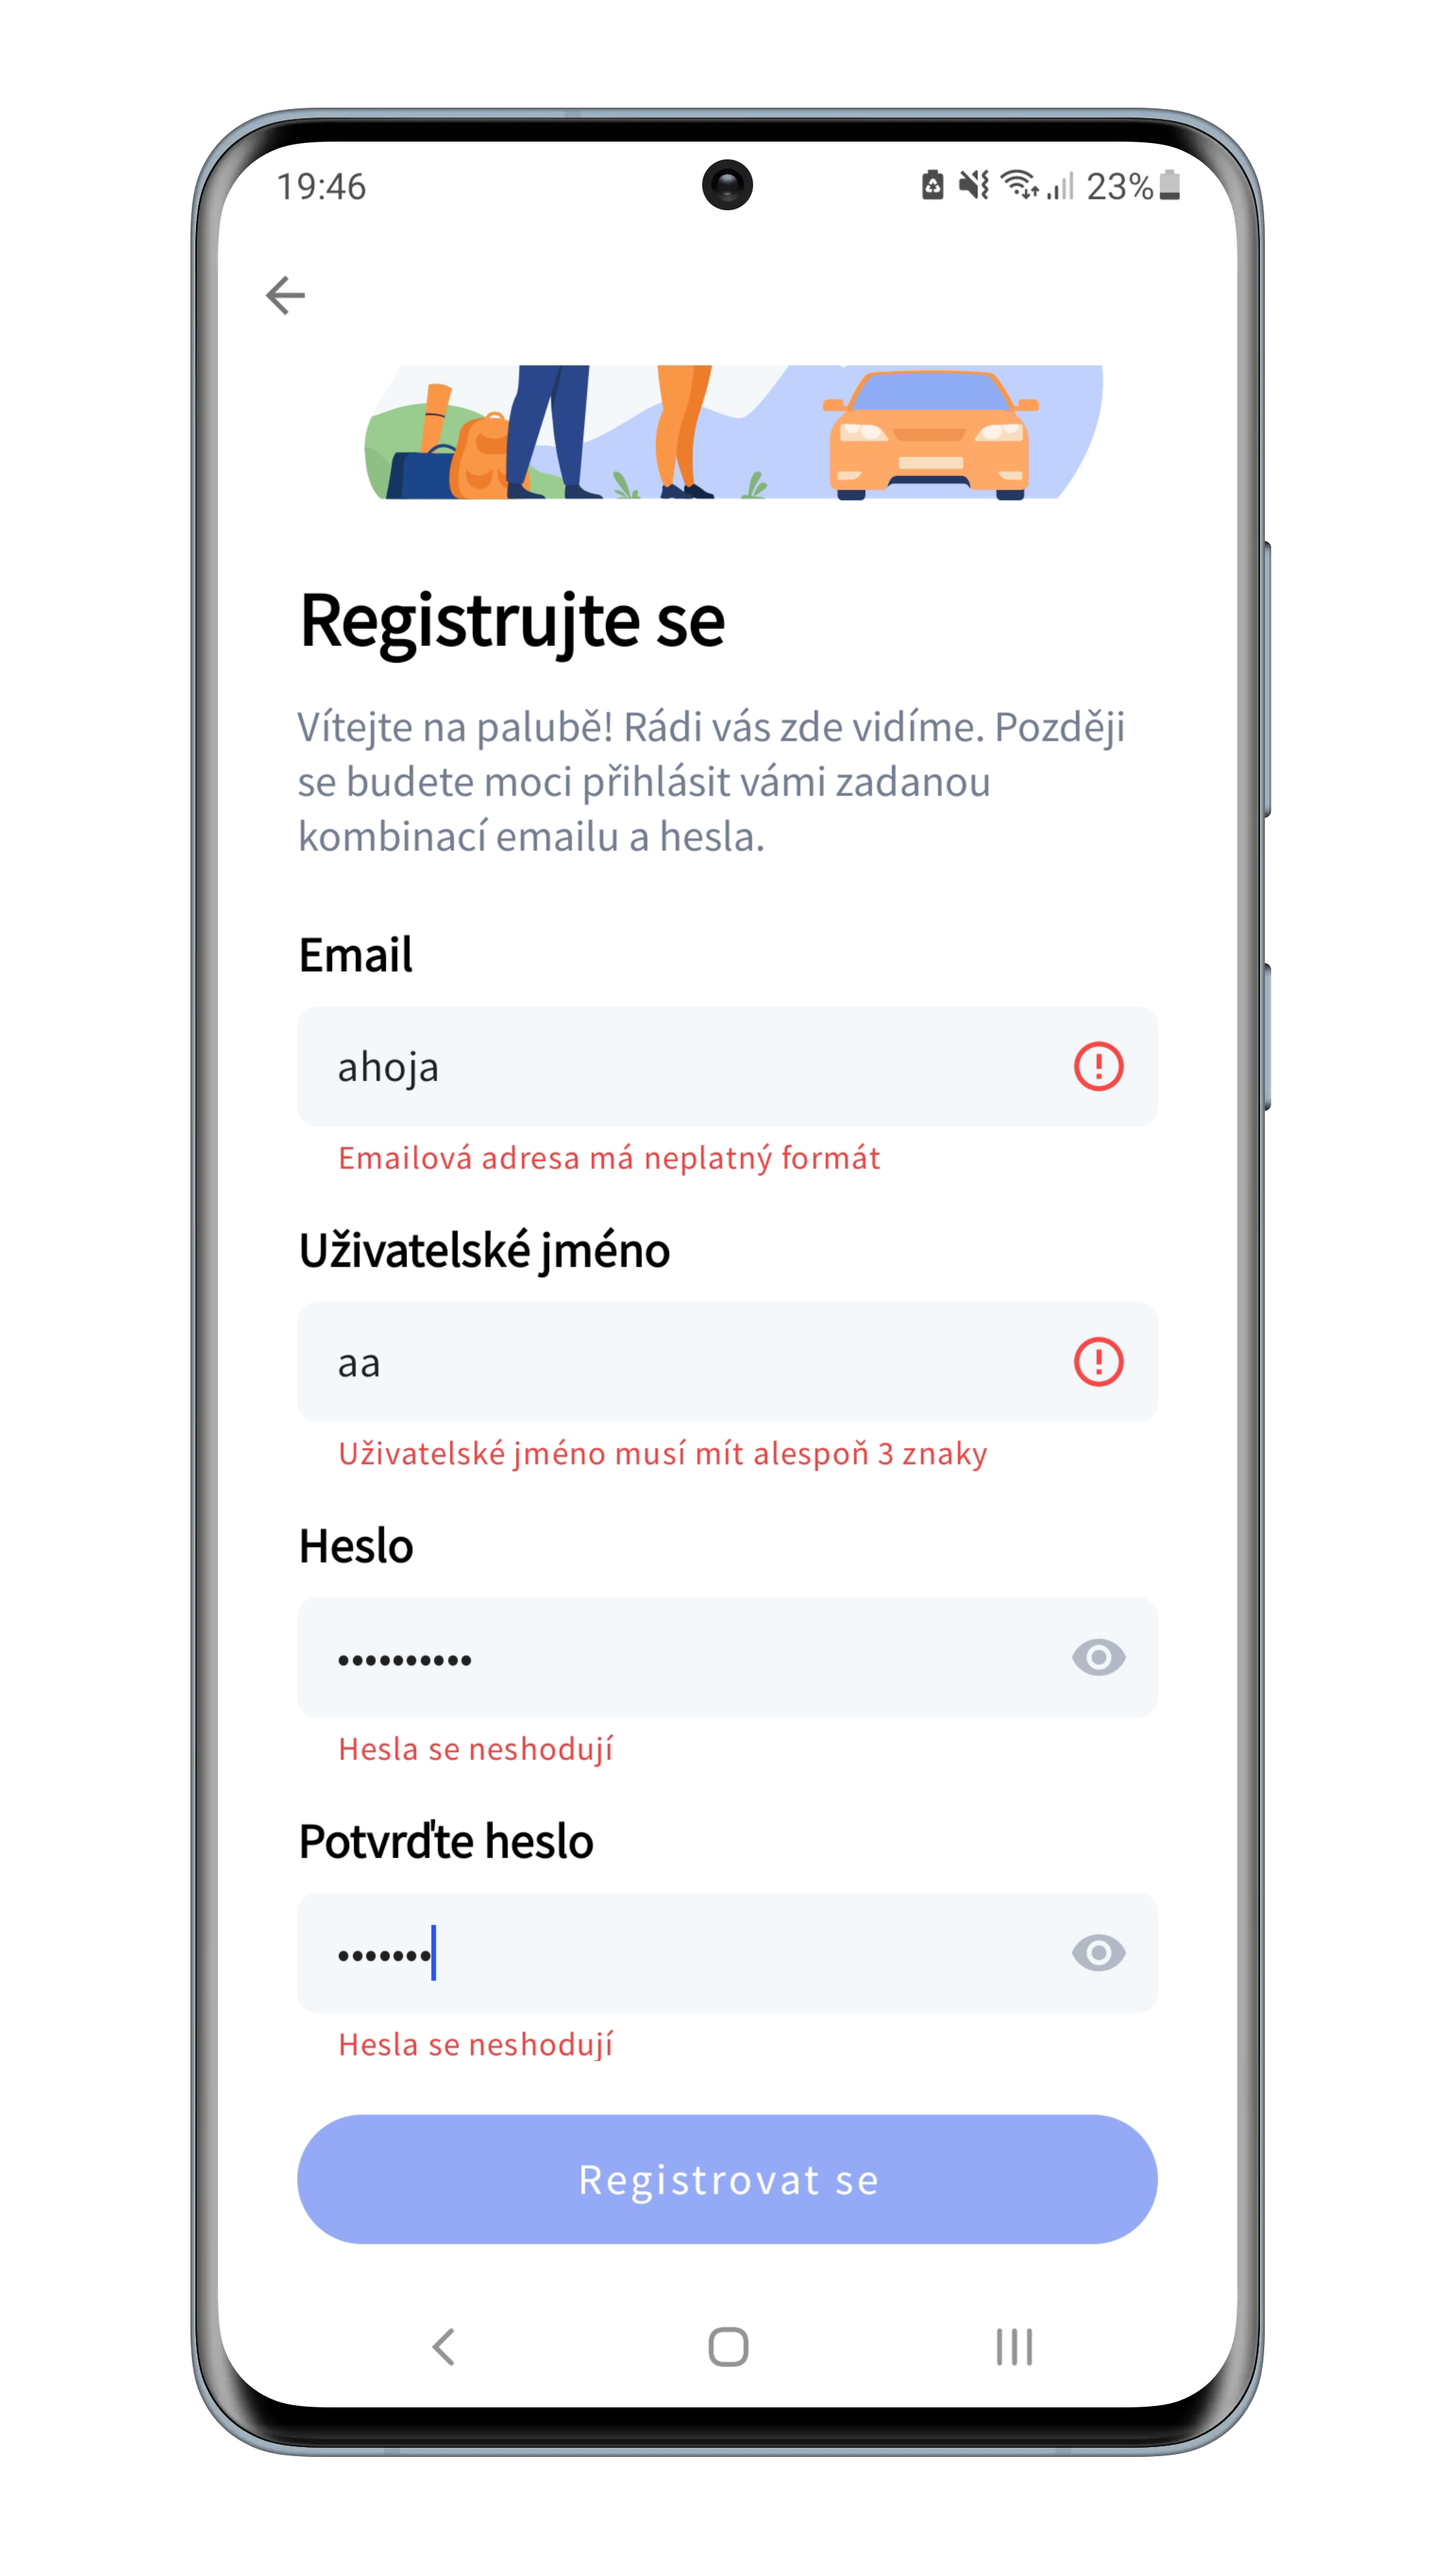 19:46
23%
Registrujte se
Vítejte na palubě! Rádi vás zde vidíme. Později
se budete moci přihlásit vámi zadanou
kombinací emailu a hesla.
Email
ahoja
Emailová adresa má neplatný formát
Uživatelské jméno
aa
Uživatelské jméno musí mít alespoň 3 znaky
Heslo
••••••••••
Hesla se neshodují
Potvrďte heslo
•••••••
Hesla se neshodují
Registrovat se